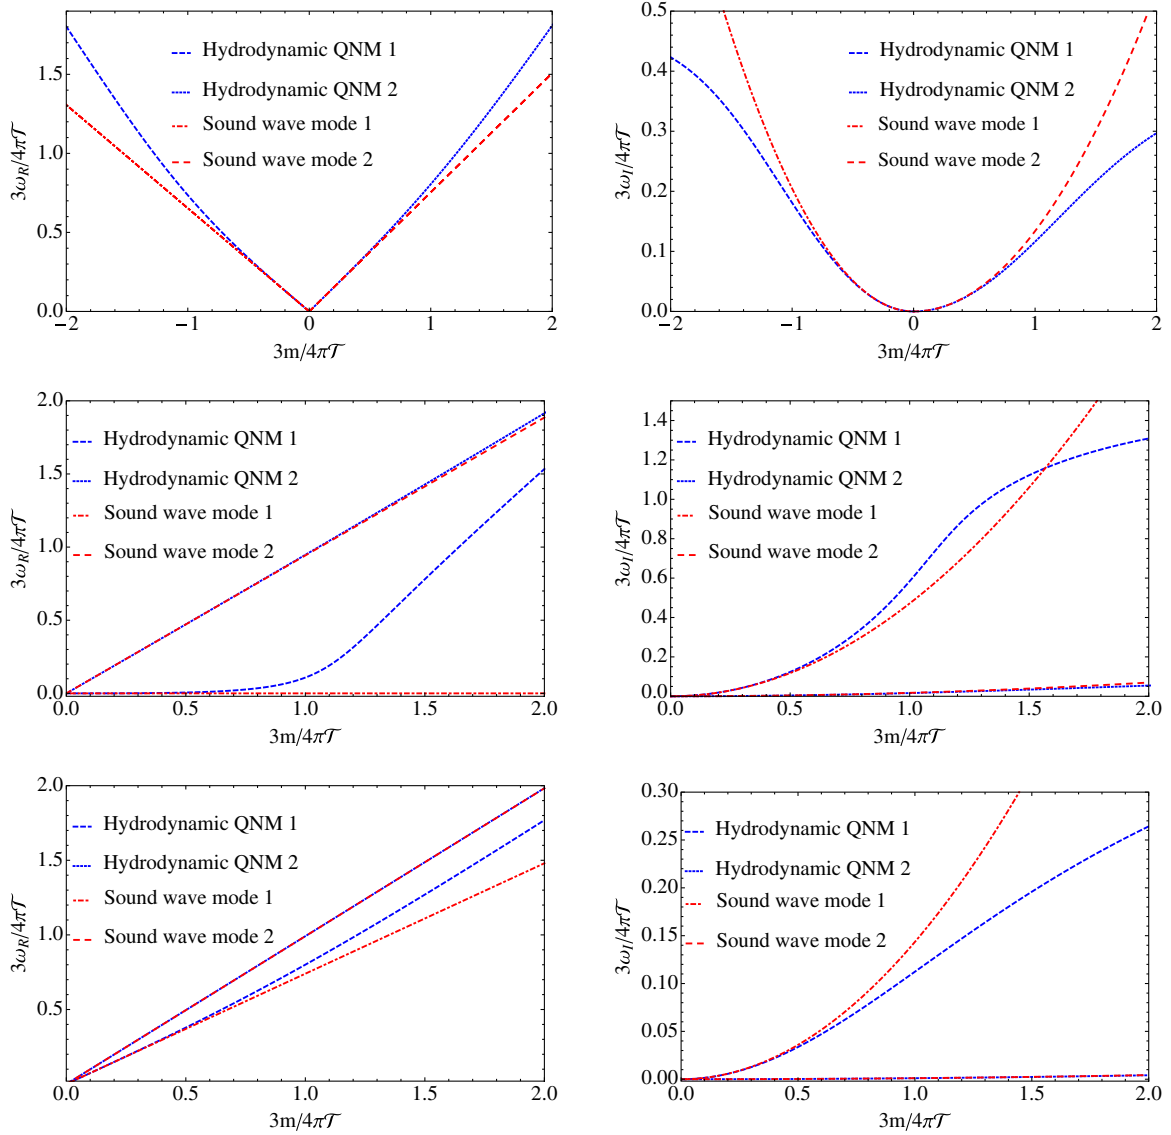 3ω_R/4π𝒯
0.0
0.5
1.0
1.5
−2
−1
0
1
2
3m/4π𝒯
Hydrodynamic QNM 1
Hydrodynamic QNM 2
Sound wave mode 1
Sound wave mode 2
3ω_I/4π𝒯
0.0
0.1
0.2
0.3
0.4
0.5
−2
−1
0
1
2
3m/4π𝒯
Hydrodynamic QNM 1
Hydrodynamic QNM 2
Sound wave mode 1
Sound wave mode 2
3ω_R/4π𝒯
0.0
0.5
1.0
1.5
2.0
0.0
0.5
1.0
1.5
2.0
3m/4π𝒯
Hydrodynamic QNM 1
Hydrodynamic QNM 2
Sound wave mode 1
Sound wave mode 2
3ω_I/4π𝒯
0.0
0.2
0.4
0.6
0.8
1.0
1.2
1.4
0.0
0.5
1.0
1.5
2.0
3m/4π𝒯
Hydrodynamic QNM 1
Hydrodynamic QNM 2
Sound wave mode 1
Sound wave mode 2
3ω_R/4π𝒯
0.5
1.0
1.5
2.0
0.0
0.5
1.0
1.5
2.0
3m/4π𝒯
Hydrodynamic QNM 1
Hydrodynamic QNM 2
Sound wave mode 1
Sound wave mode 2
3ω_I/4π𝒯
0.00
0.05
0.10
0.15
0.20
0.25
0.30
0.0
0.5
1.0
1.5
2.0
3m/4π𝒯
Hydrodynamic QNM 1
Hydrodynamic QNM 2
Sound wave mode 1
Sound wave mode 2